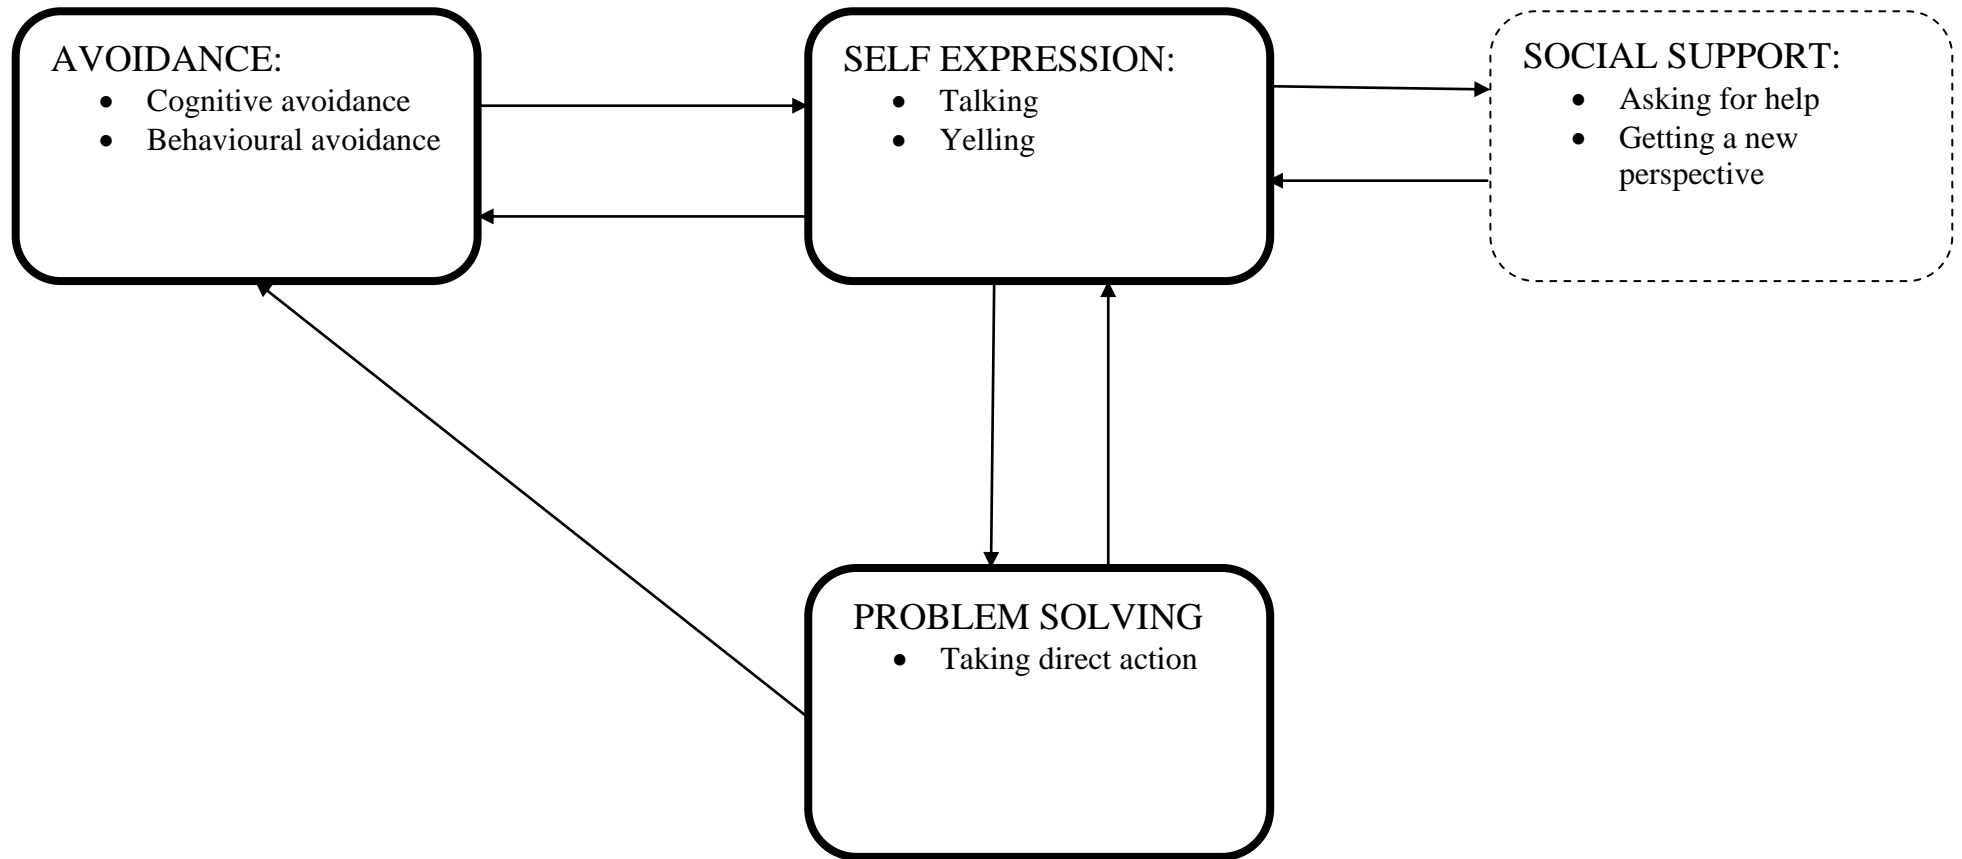 AVOIDANCE:
• Cognitive avoidance
• Behavioural avoidance
SELF EXPRESSION:
• Talking
• Yelling
SOCIAL SUPPORT:
• Asking for help
• Getting a new
perspective
PROBLEM SOLVING
• Taking direct action